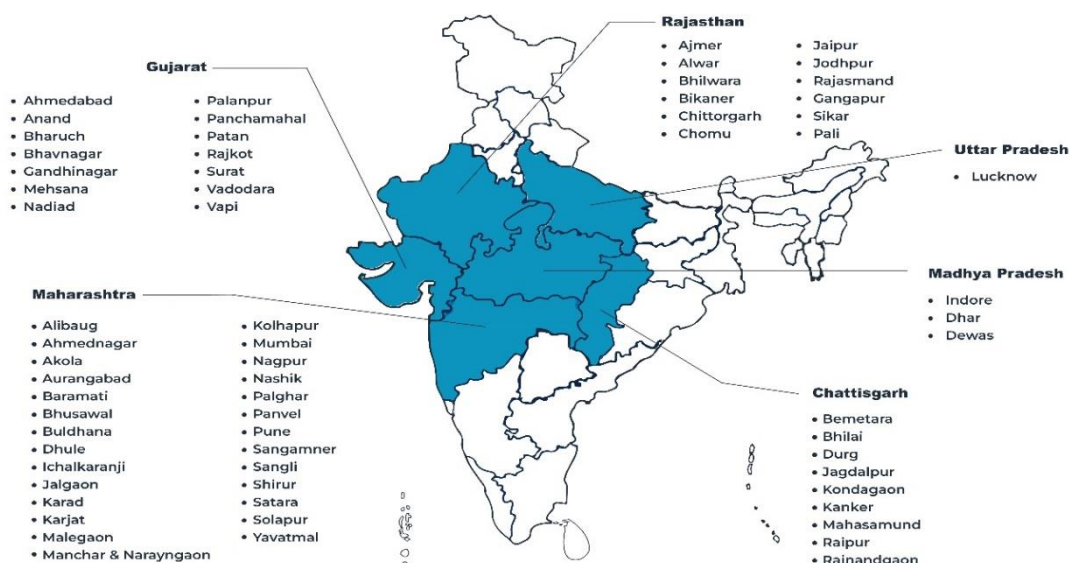 Rajasthan
• Ajmer
• Alwar
• Bhilwara
• Bikaner
• Chittorgarh
• Chomu
• Jaipur
• Jodhpur
• Rajasmand
• Gangapur
• Sikar
• Pali
Gujarat
• Ahmedabad
• Anand
• Bharuch
• Bhavnagar
• Gandhinagar
• Mehsana
• Nadiad
• Palanpur
• Panchamahal
• Patan
• Rajkot
• Surat
• Vadodara
• Vapi
Uttar Pradesh
• Lucknow
Madhya Pradesh
• Indore
• Dhar
• Dewas
Maharashtra
• Alibaug
• Ahmednagar
• Akola
• Aurangabad
• Baramati
• Bhusawal
• Buldhana
• Dhule
• Ichalkaranji
• Jalgaon
• Karad
• Karjat
• Malegaon
• Manchar & Narayngaon
• Kolhapur
• Mumbai
• Nagpur
• Nashik
• Palghar
• Panvel
• Pune
• Sangamner
• Sangli
• Shirur
• Satara
• Solapur
• Yavatmal
Chattisgarh
• Bemetara
• Bhilai
• Durg
• Jagdalpur
• Kondagaon
• Kanker
• Mahasamund
• Raipur
• Rajnandgaon